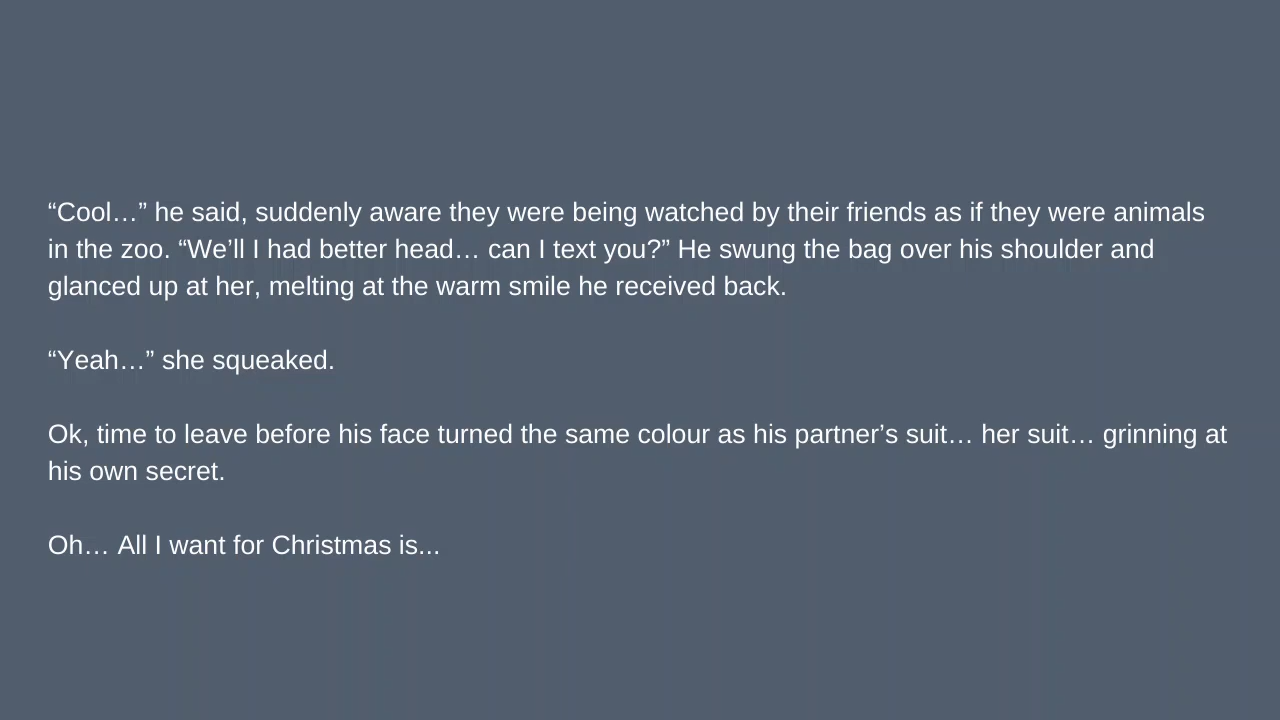 “Cool…” he said, suddenly aware they were being watched by their friends as if they were animals
in the zoo. “We’ll I had better head… can I text you?” He swung the bag over his shoulder and
glanced up at her, melting at the warm smile he received back.
“Yeah…” she squeaked.
Ok, time to leave before his face turned the same colour as his partner’s suit… her suit… grinning at
his own secret.
Oh… All I want for Christmas is...